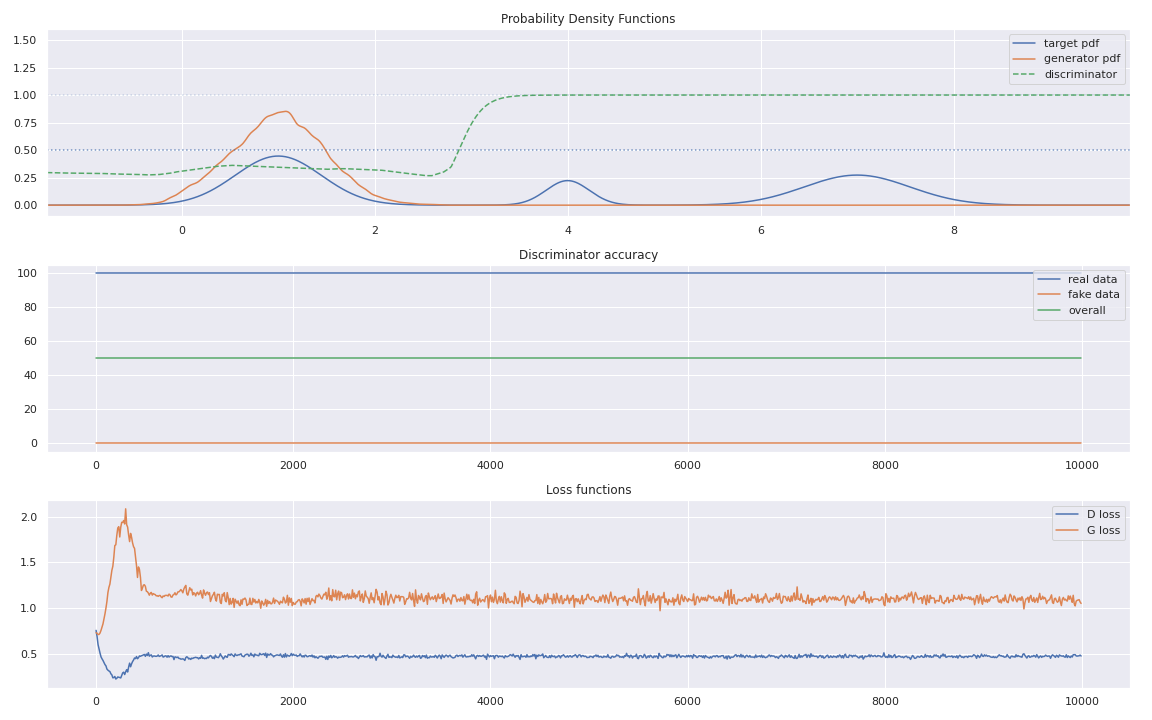 Probability Density Functions
1.50
1.25
1.00
0.75
0.50
0.25
0.00
target pdf
generator pdf
discriminator
0 2 4 6 8
Discriminator accuracy
100
80
60
40
20
0
real data
fake data
overall
0 2000 4000 6000 8000 10000
Loss functions
2.0
1.5
1.0
0.5
D loss
G loss
0 2000 4000 6000 8000 10000